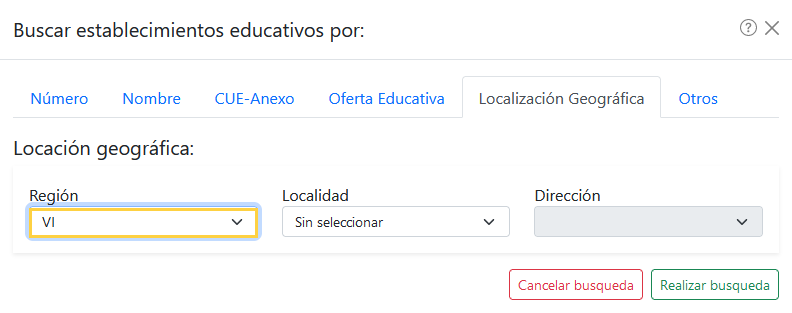 Buscar establecimientos educativos por:
Número Nombre CUE-Anexo Oferta Educativa Localización Geográfica Otros
Locación geográfica:
Región Localidad Dirección
VI Sin seleccionar
Cancelar busqueda Realizar busqueda